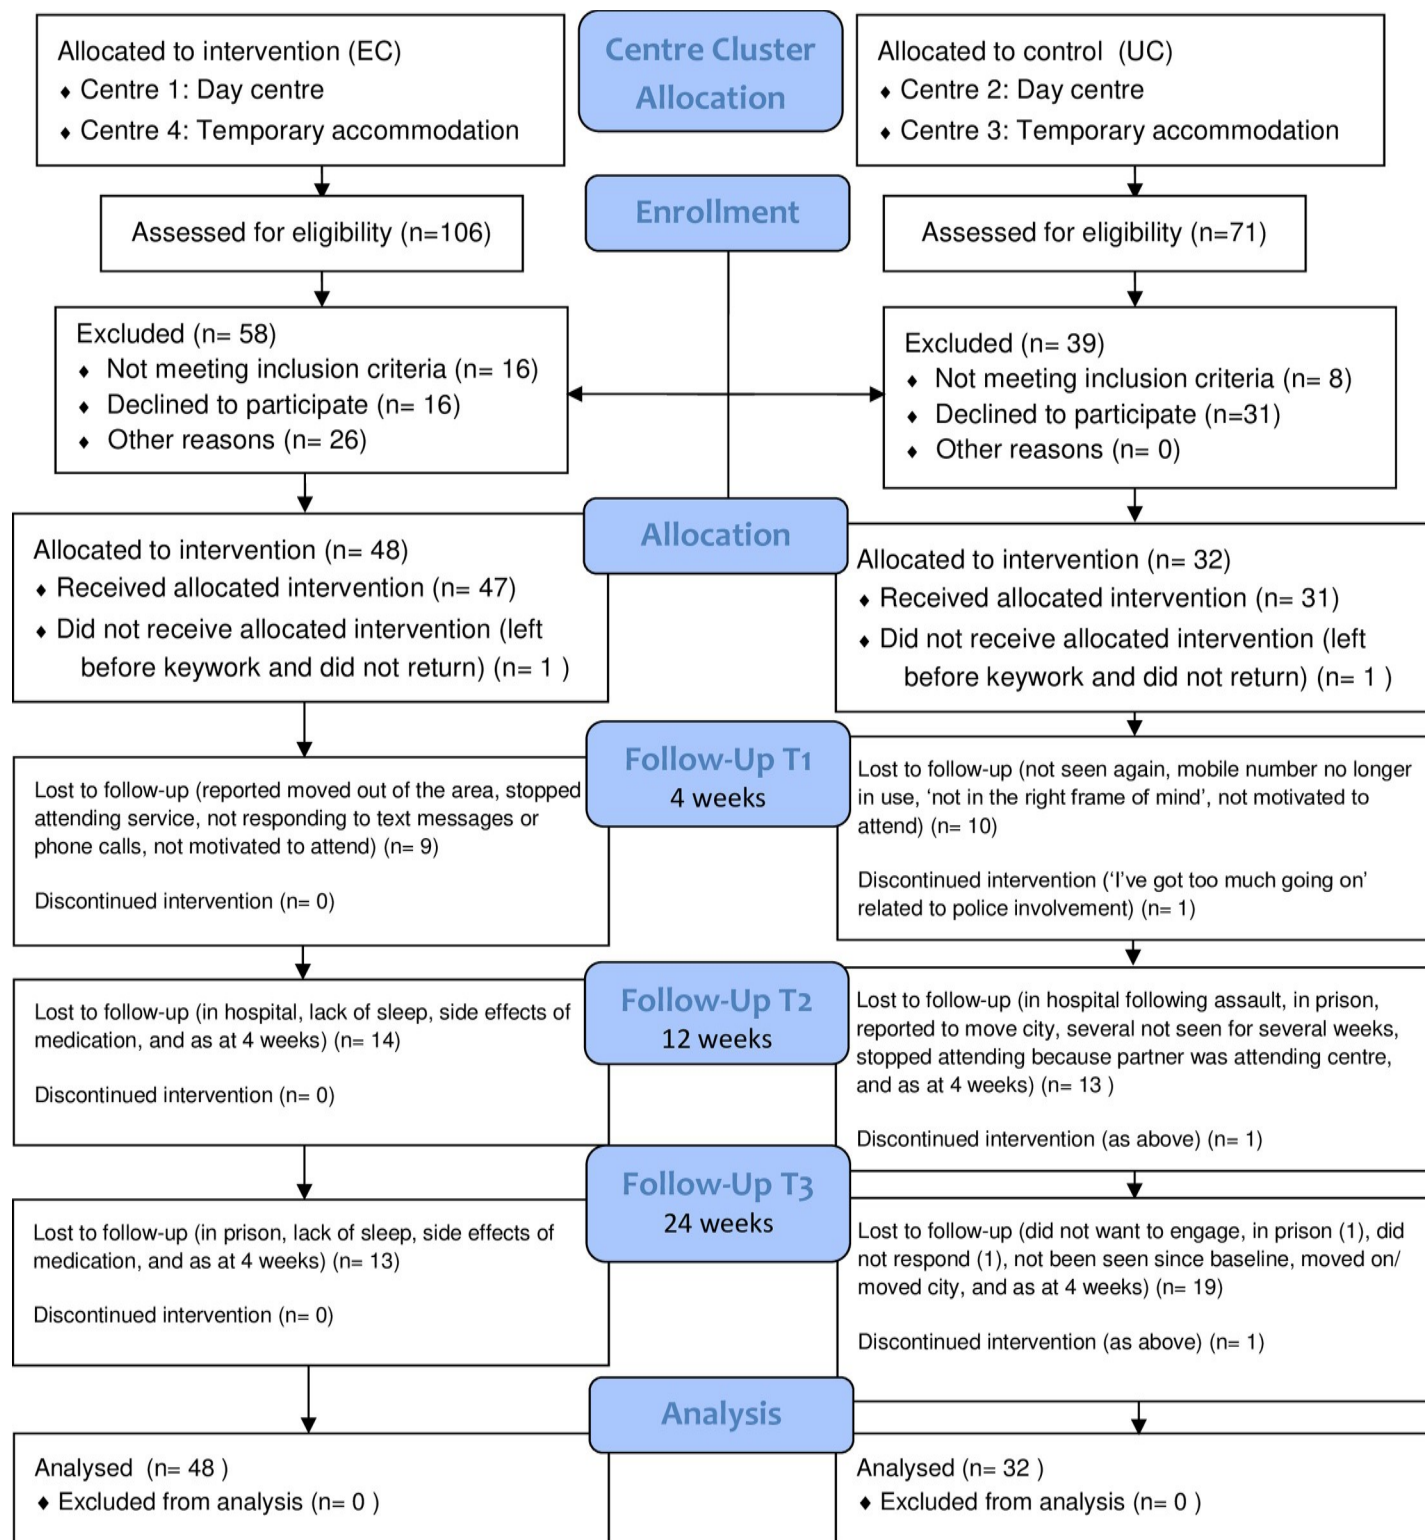 Centre Cluster
Allocation
Allocated to intervention (EC)
♦ Centre 1: Day centre
♦ Centre 4: Temporary accommodation
Allocated to control (UC)
♦ Centre 2: Day centre
♦ Centre 3: Temporary accommodation
Enrollment
Assessed for eligibility (n=106)
Assessed for eligibility (n=71)
Excluded (n= 58)
♦ Not meeting inclusion criteria (n= 16)
♦ Declined to participate (n= 16)
♦ Other reasons (n= 26)
Excluded (n= 39)
♦ Not meeting inclusion criteria (n= 8)
♦ Declined to participate (n=31)
♦ Other reasons (n= 0)
Allocation
Allocated to intervention (n= 48)
♦ Received allocated intervention (n= 47)
♦ Did not receive allocated intervention (left
before keywork and did not return) (n= 1 )
Allocated to intervention (n= 32)
♦ Received allocated intervention (n= 31)
♦ Did not receive allocated intervention (left
before keywork and did not return) (n= 1 )
Follow-Up T1
4 weeks
Lost to follow-up (reported moved out of the area, stopped
attending service, not responding to text messages or
phone calls, not motivated to attend) (n= 9)
Discontinued intervention (n= 0)
Lost to follow-up (not seen again, mobile number no longer
in use, ‘not in the right frame of mind’, not motivated to
attend) (n= 10)
Discontinued intervention (‘I’ve got too much going on’
related to police involvement) (n= 1)
Follow-Up T2
12 weeks
Lost to follow-up (in hospital, lack of sleep, side effects of
medication, and as at 4 weeks) (n= 14)
Discontinued intervention (n= 0)
Lost to follow-up (in hospital following assault, in prison,
reported to move city, several not seen for several weeks,
stopped attending because partner was attending centre,
and as at 4 weeks) (n= 13 )
Discontinued intervention (as above) (n= 1)
Follow-Up T3
24 weeks
Lost to follow-up (in prison, lack of sleep, side effects of
medication, and as at 4 weeks) (n= 13)
Discontinued intervention (n= 0)
Lost to follow-up (did not want to engage, in prison (1), did
not respond (1), not been seen since baseline, moved on/
moved city, and as at 4 weeks) (n= 19)
Discontinued intervention (as above) (n= 1)
Analysis
Analysed  (n= 48 )
♦ Excluded from analysis (n= 0 )
Analysed (n= 32 )
♦ Excluded from analysis (n= 0 )